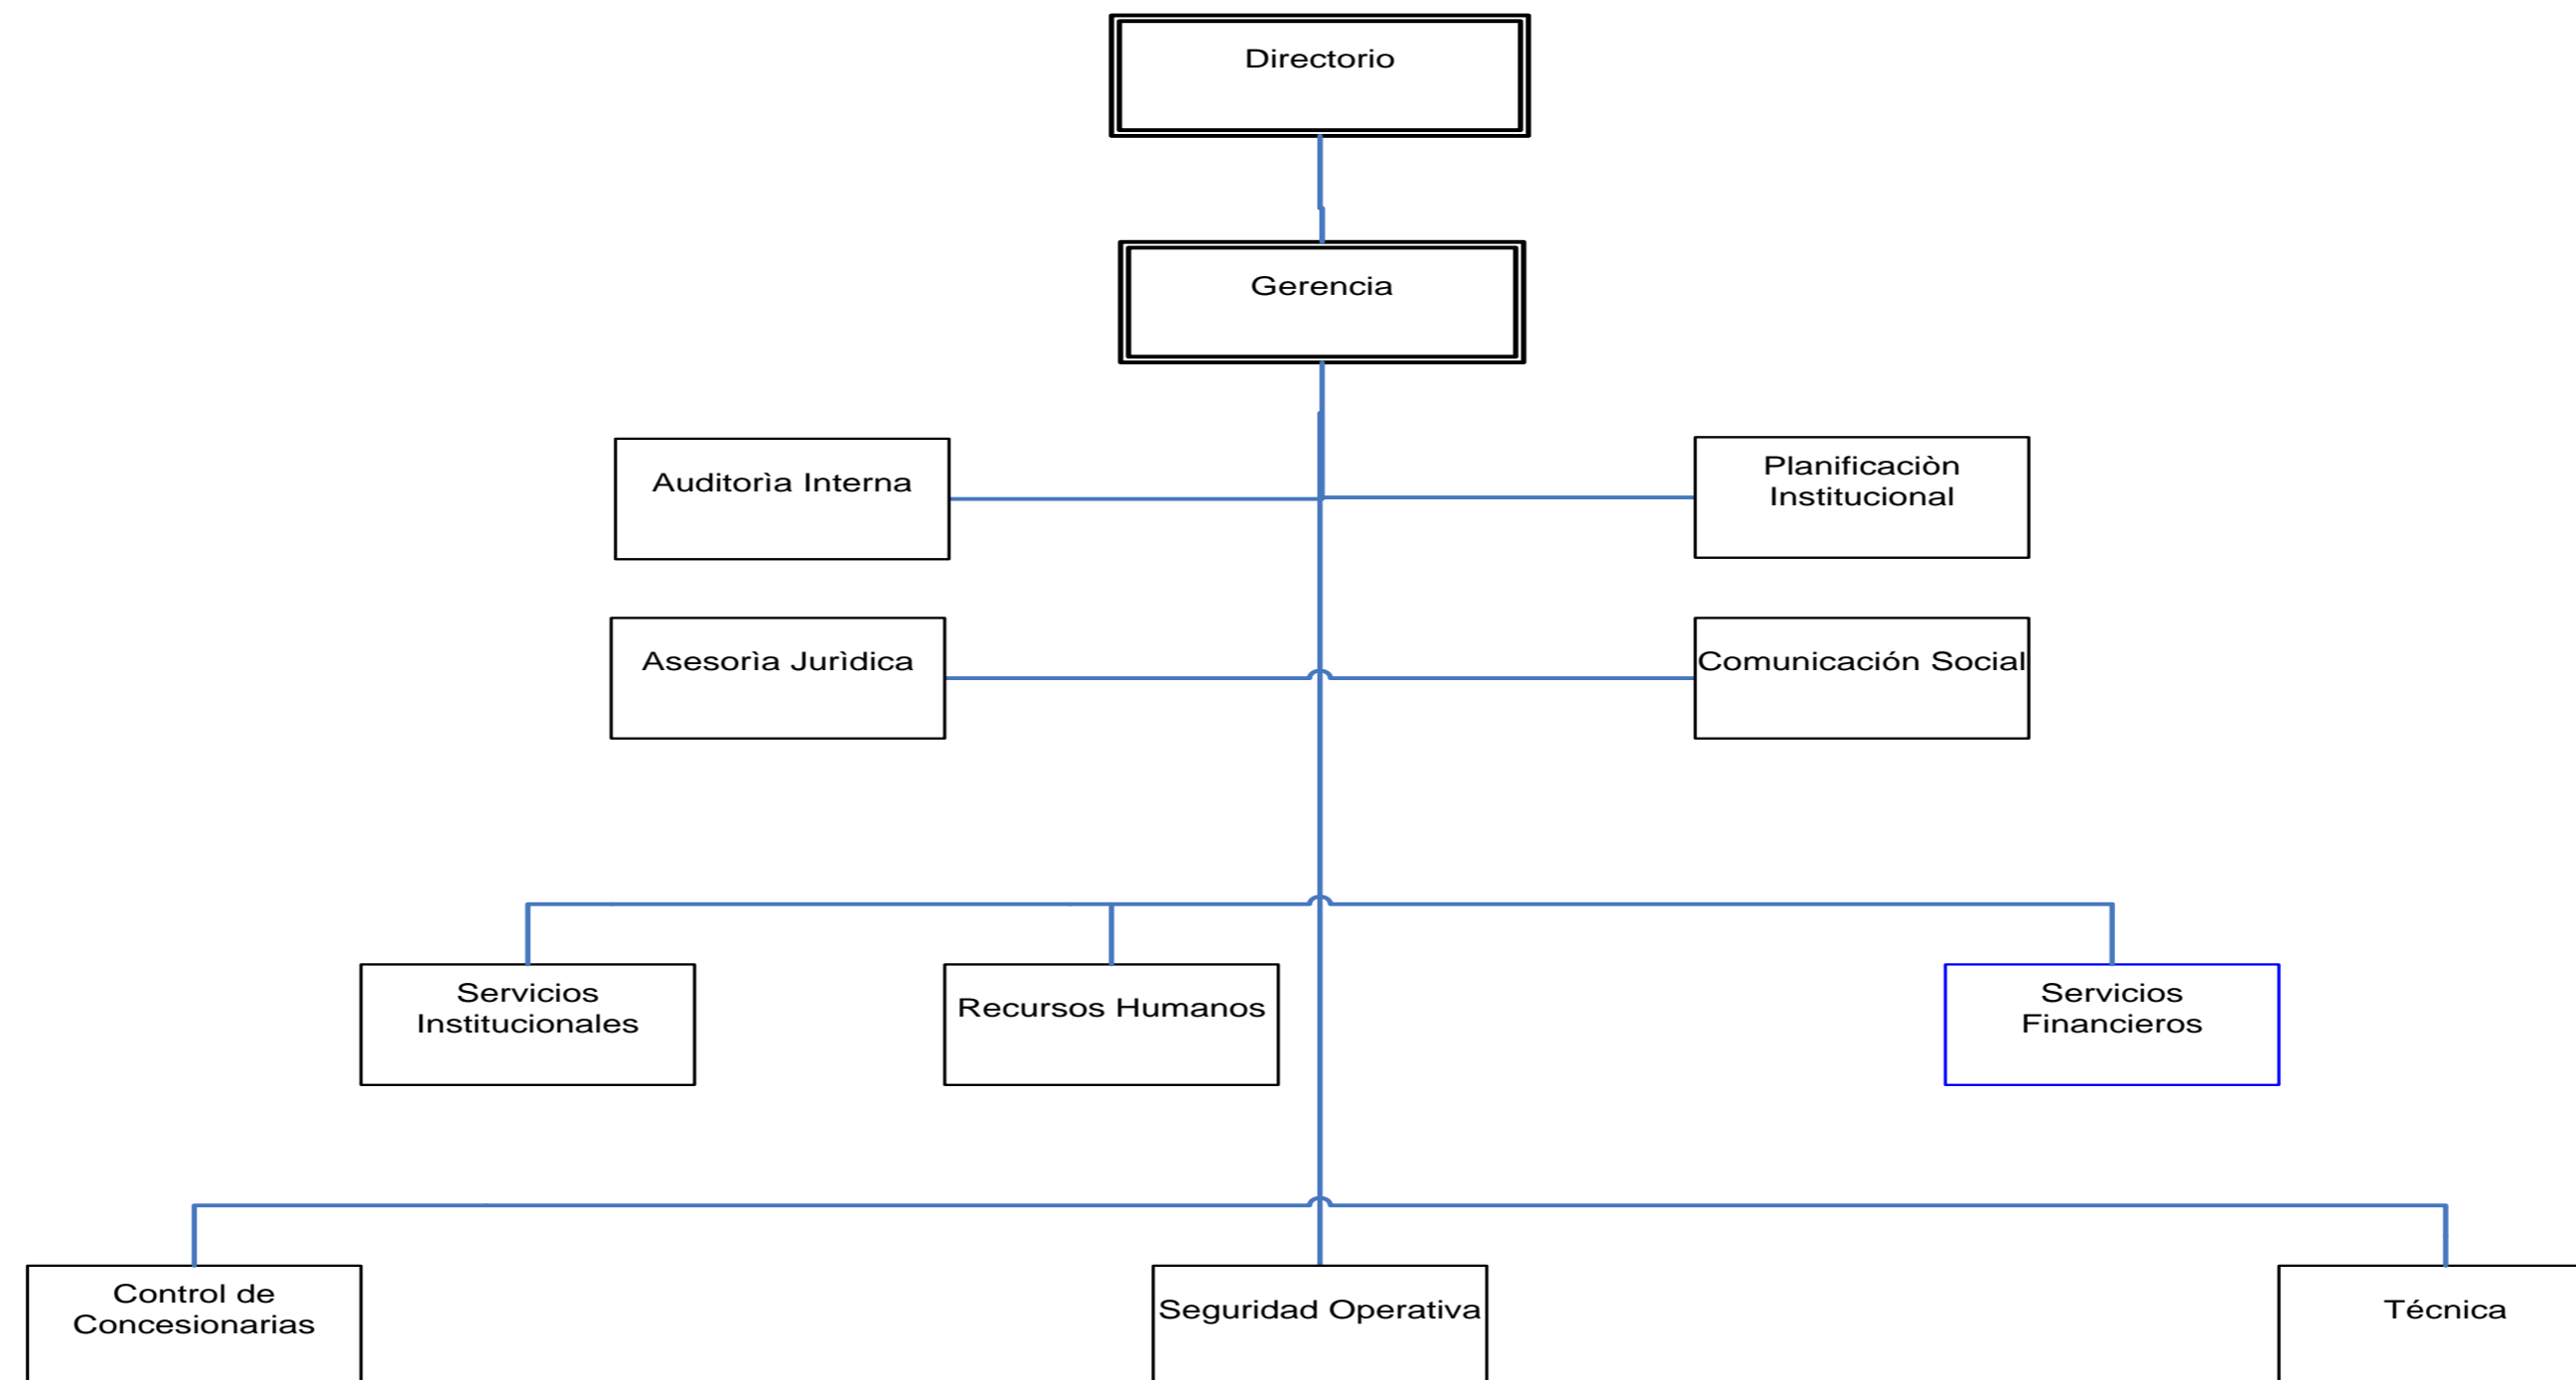 Directorio
Gerencia
Auditorìa Interna
Planificaciòn
Institucional
Asesorìa Jurìdica
Comunicación Social
Servicios
Institucionales
Recursos Humanos
Servicios
Financieros
Control de
Concesionarias
Seguridad Operativa
Técnica